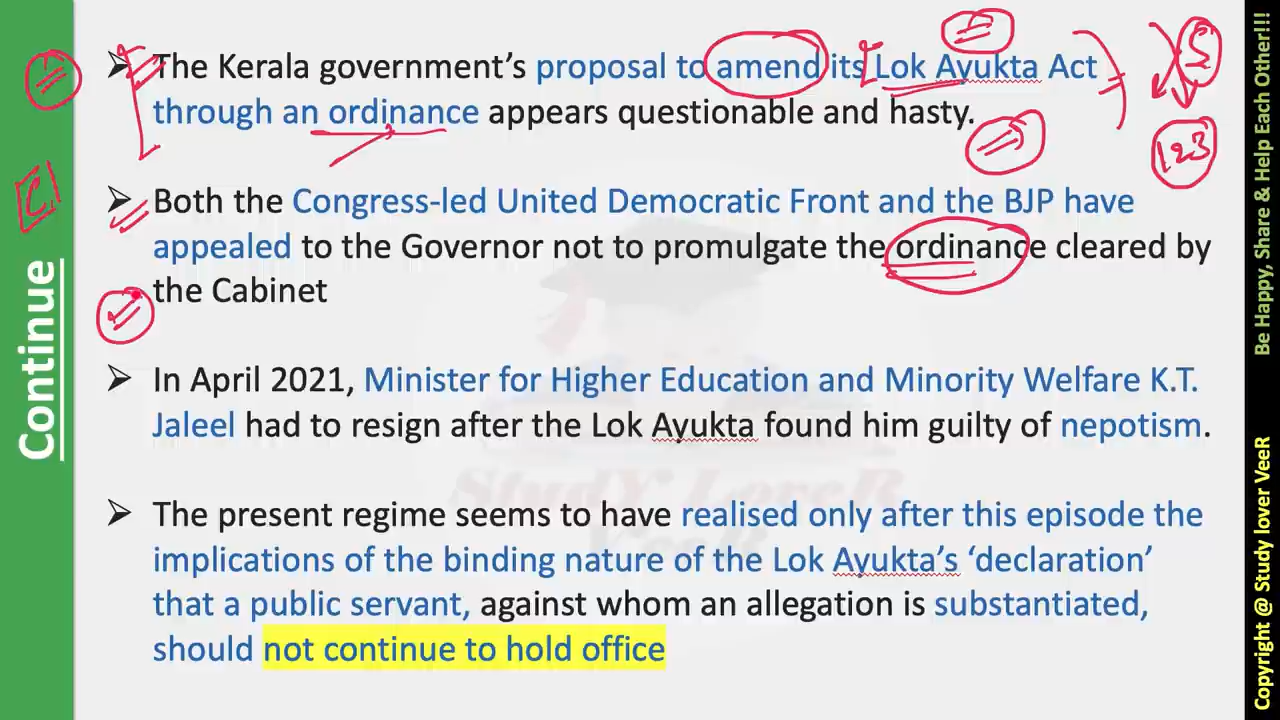 The Kerala government's proposal to amend its Lok Ayukta Act
through an ordinance appears questionable and hasty.
Both the Congress-led United Democratic Front and the BJP have
appealed to the Governor not to promulgate the ordinance cleared by
the Cabinet
In April 2021, Minister for Higher Education and Minority Welfare K.T.
Jaleel had to resign after the Lok Ayukta found him guilty of nepotism.
The present regime seems to have realised only after this episode the
implications of the binding nature of the Lok Ayukta's 'declaration'
that a public servant, against whom an allegation is substantiated,
should not continue to hold office
Continue
123
StudY LoveR
VeeR
Be Happy, Share & Help Each Other!!!
Copyright @ Study lover VeeR